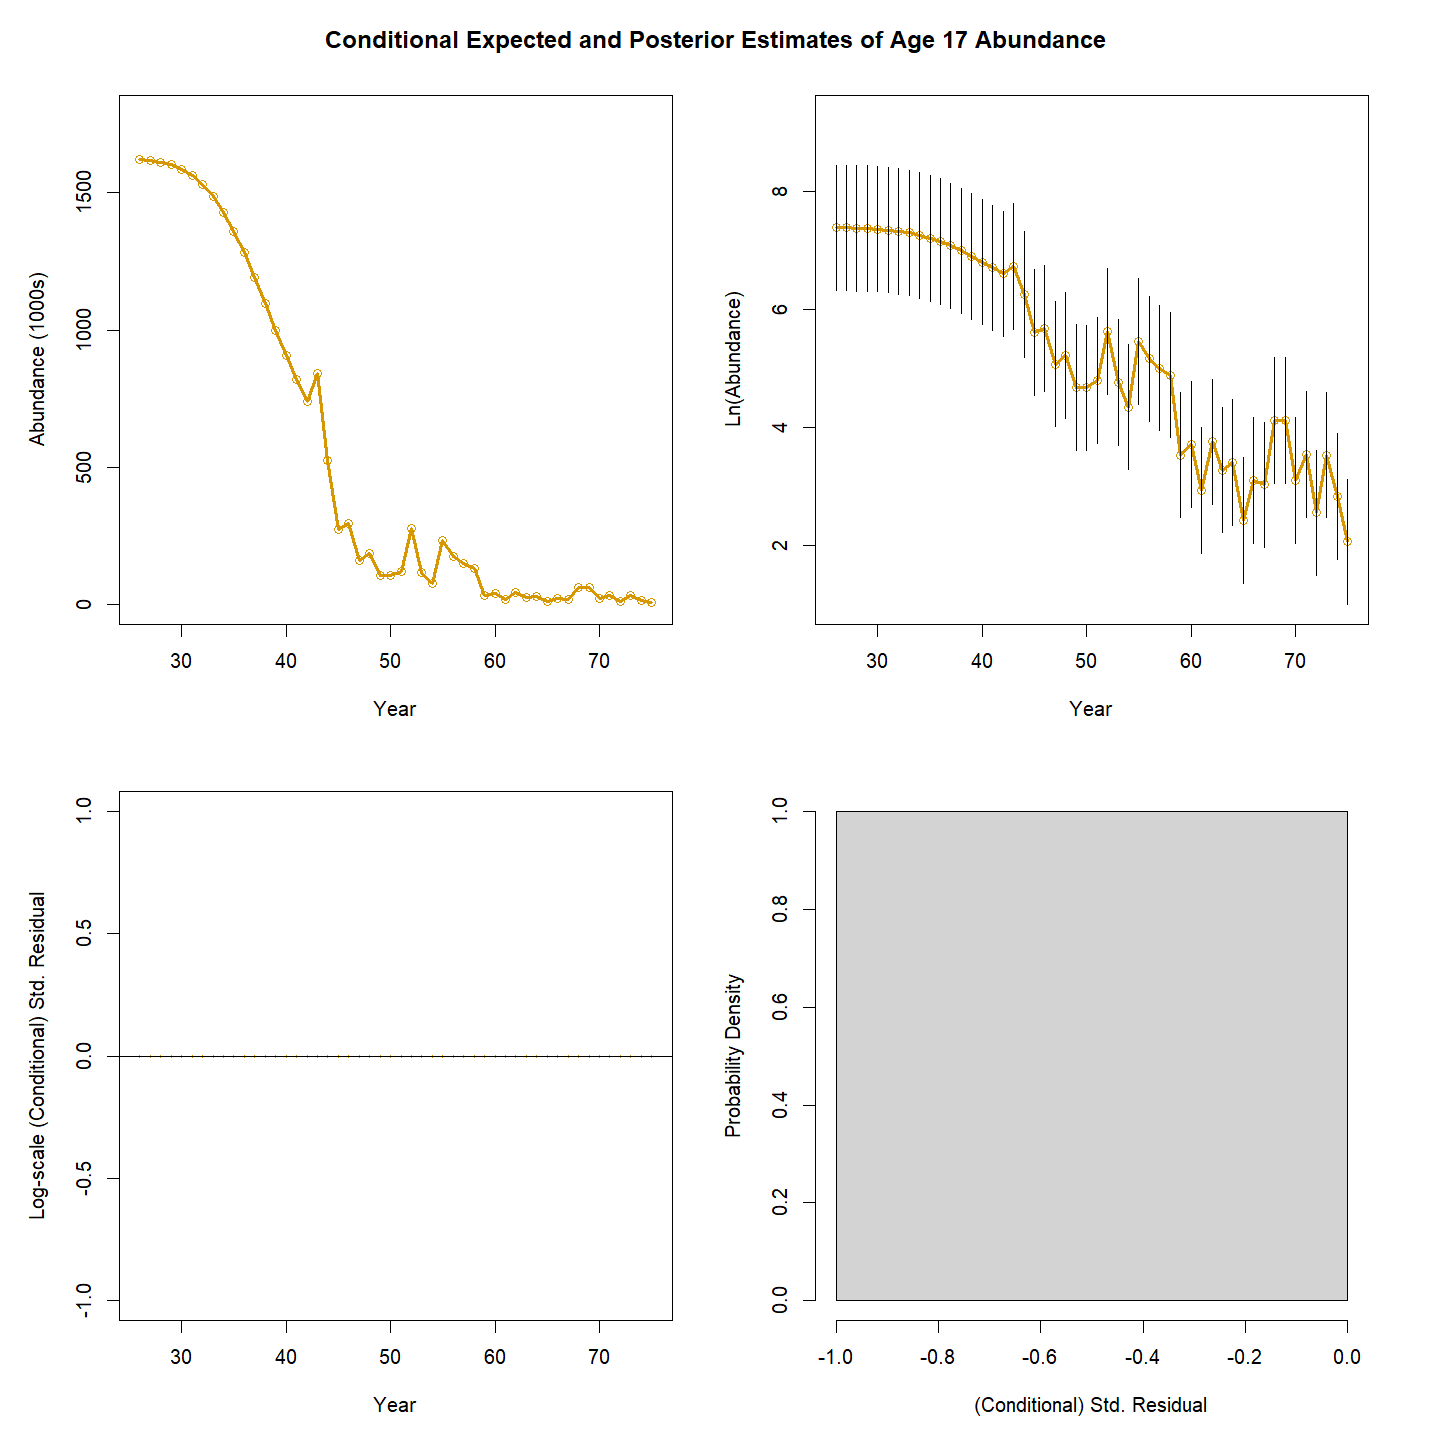 Conditional Expected and Posterior Estimates of Age 17 Abundance
Abundance (1000s)
0 500 1000 1500
30 40 50 60 70
Year
Ln(Abundance)
2 4 6 8
30 40 50 60 70
Year
Log-scale (Conditional) Std. Residual
-1.0 -0.5 0.0 0.5 1.0
30 40 50 60 70
Year
Probability Density
0.0 0.2 0.4 0.6 0.8 1.0
-1.0 -0.8 -0.6 -0.4 -0.2 0.0
(Conditional) Std. Residual